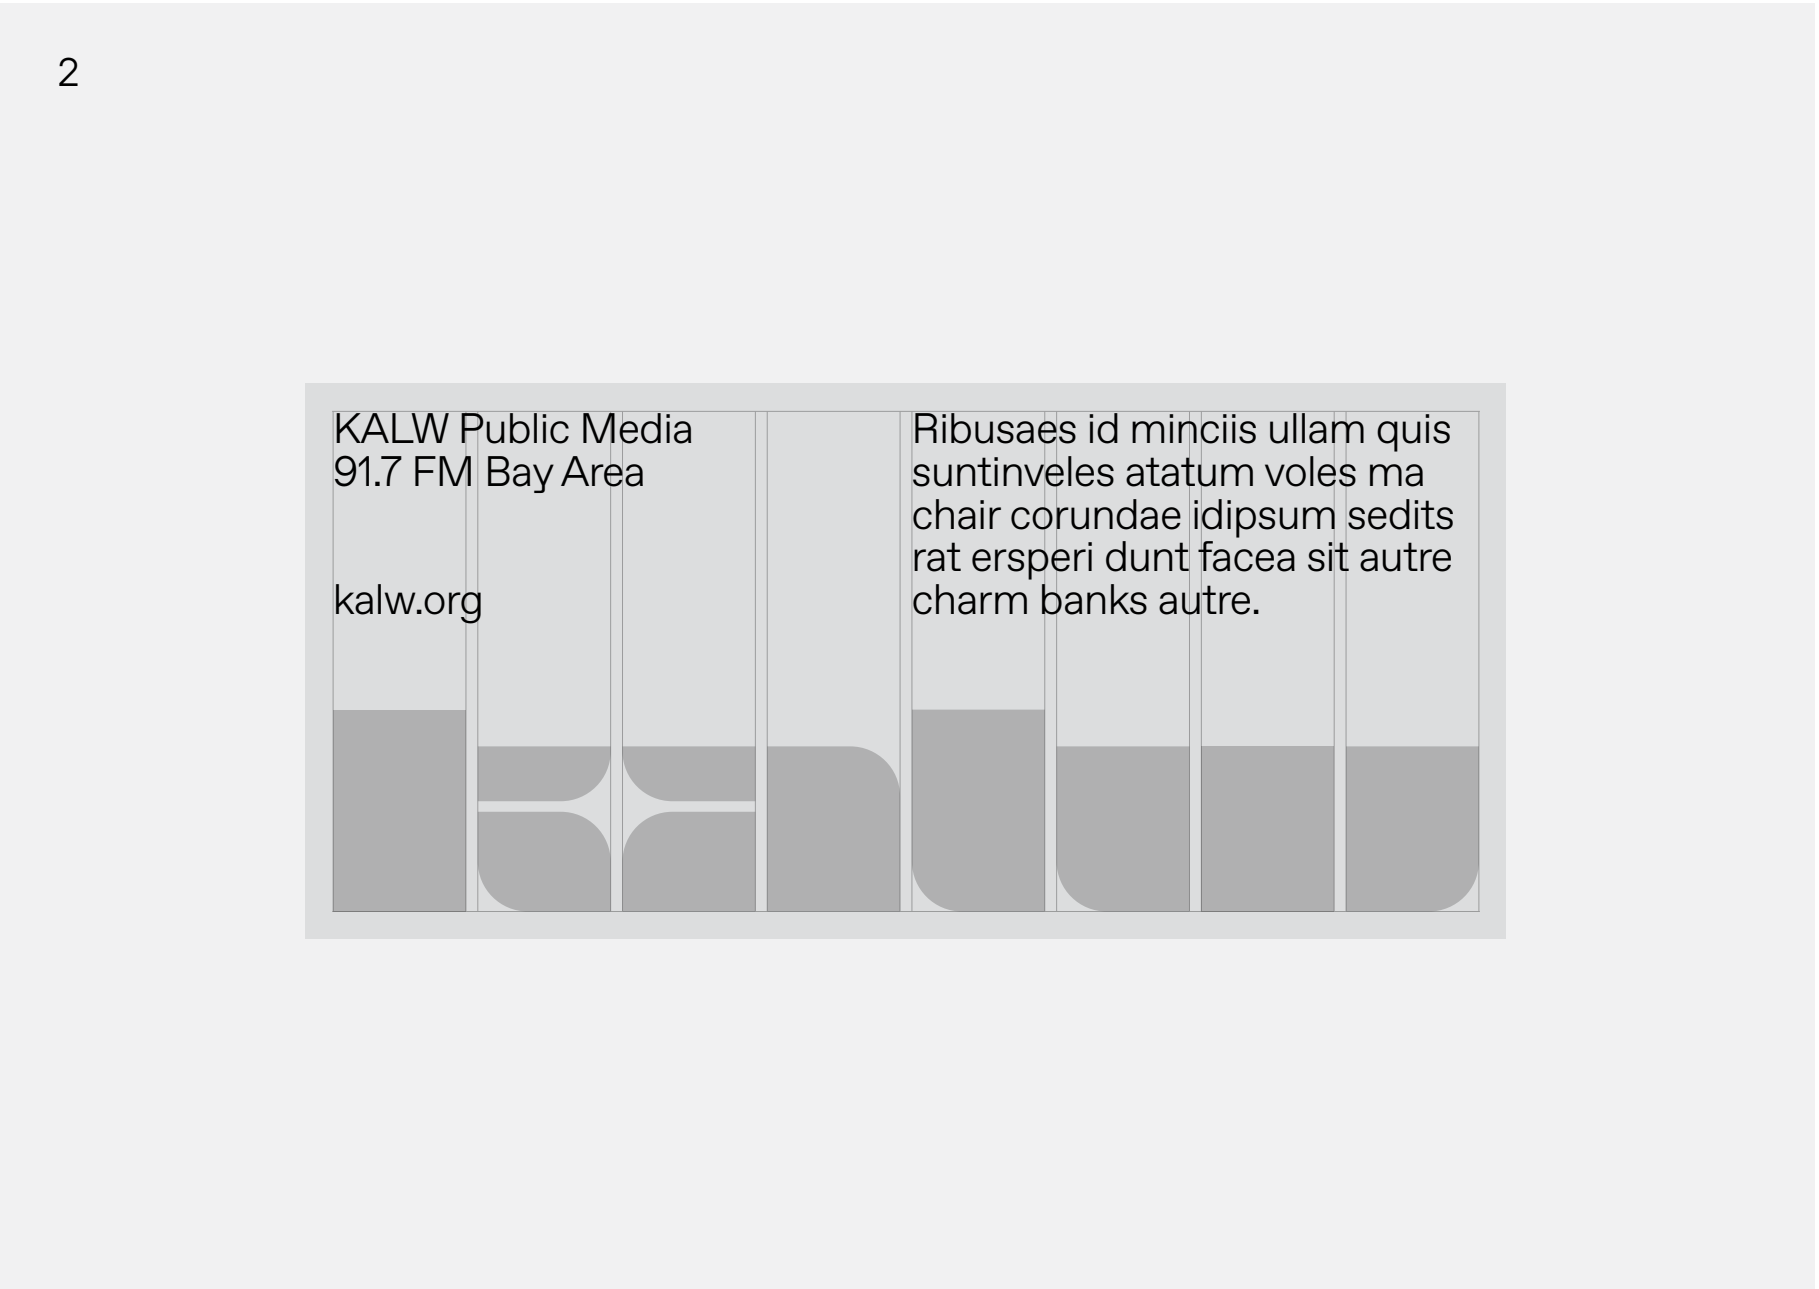 2
KALW Public Media
91.7 FM Bay Area
kalw.org
Ribusaes id minciis ullam quis
suntinveles atatum voles ma
chair corundae idipsum sedits
rat ersperi dunt facea sit autre
charm banks autre.